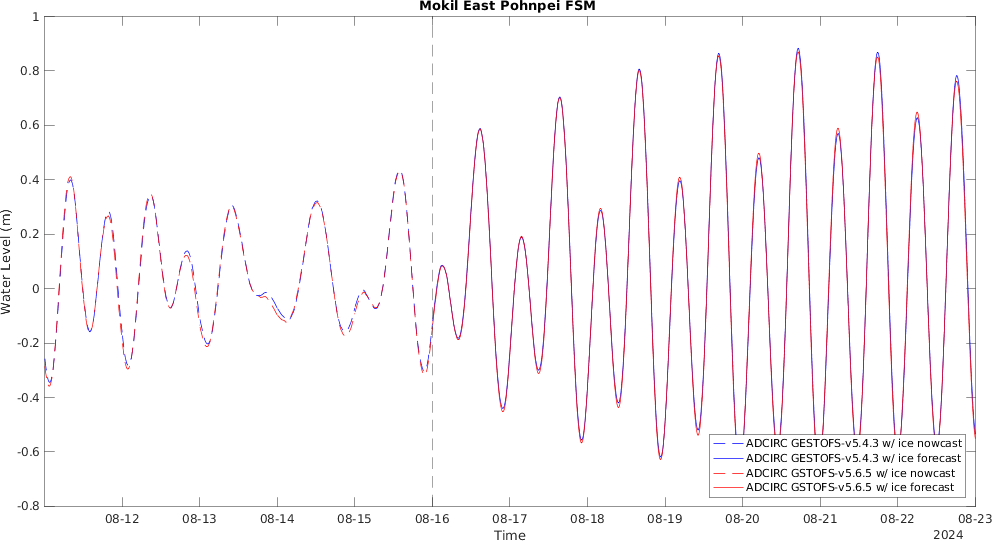 Mokil East Pohnpei FSM
1
0.8
0.6
0.4
0.2
0
-0.2
-0.4
-0.6
-0.8
Water Level (m)
ADCIRC GESTOFS-v5.4.3 w/ ice nowcast
ADCIRC GESTOFS-v5.4.3 w/ ice forecast
ADCIRC GSTOFS-v5.6.5 w/ ice nowcast
ADCIRC GSTOFS-v5.6.5 w/ ice forecast
08-12 08-13 08-14 08-15 08-16 08-17 08-18 08-19 08-20 08-21 08-22 08-23
Time
2024